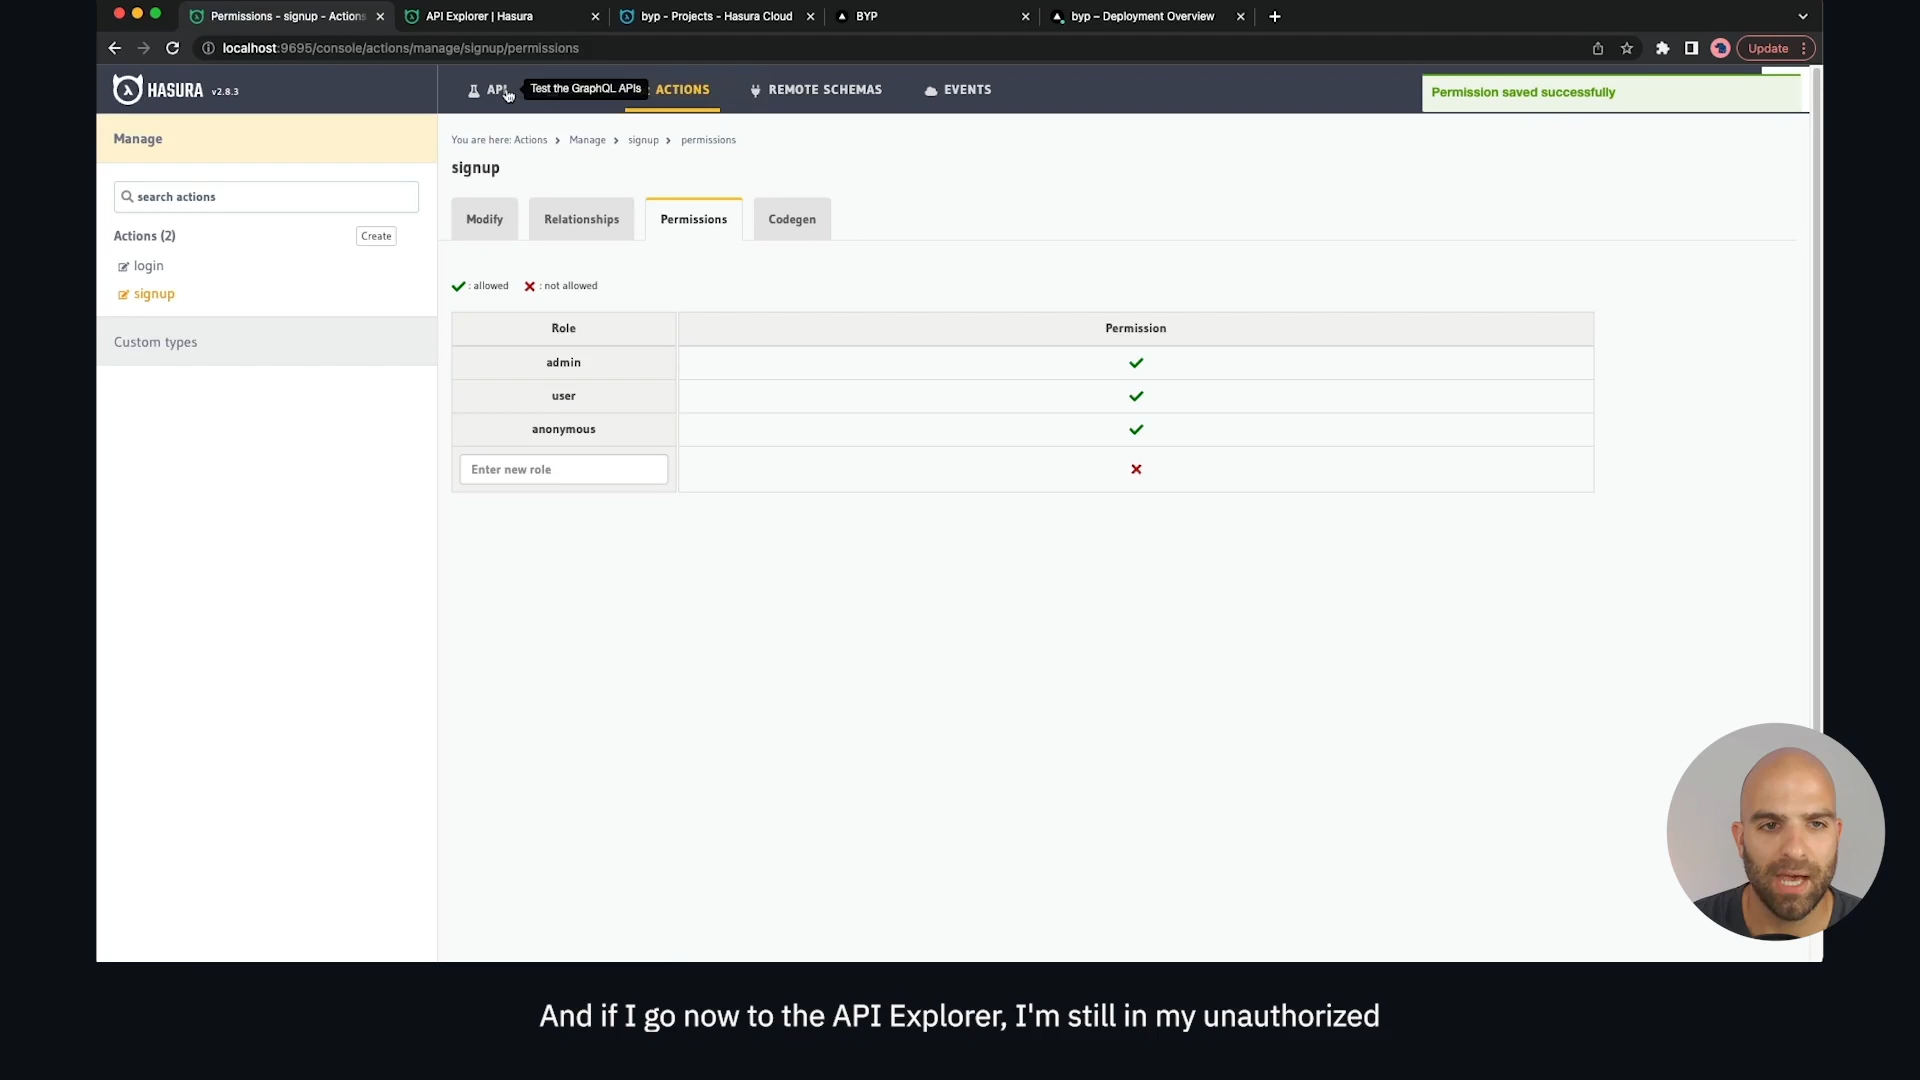 Permissions - signup - Actions
API Explorer | Hasura
byp - Projects - Hasura Cloud
BYP
byp – Deployment Overview
localhost:9695/console/actions/manage/signup/permissions
Update
HASURA v2.8.3
API
Test the GraphQL APIs
ACTIONS
REMOTE SCHEMAS
EVENTS
Permission saved successfully
Manage
search actions
Actions (2)
Create
login
signup
Custom types
You are here: Actions > Manage > signup > permissions
signup
Modify
Relationships
Permissions
Codegen
: allowed : not allowed
Role Permission
admin
user
anonymous
Enter new role
And if I go now to the API Explorer, I'm still in my unauthorized